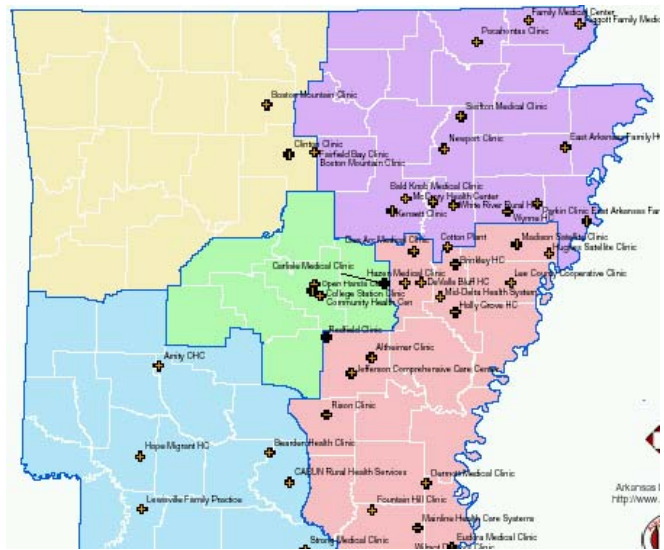 Family Medical Center
Piggott Family Medic
Pocahontas Clinic
Boston Mountain Clinic
Swifton Medical Clinic
Clinton Clinic
Fairfield Bay Clinic
Boston Mountain Clinic
Newport Clinic
East Arkansas Family H
Bald Knob Medical Clinic
McCrory Health Center
White River Rural H
Kensett Clinic
Wynne H
Parkin Clinic
East Arkansas Fam
Des Arc Medical Clinic
Cotton Plant
Madison Satellite Clinic
Hughes Satellite Clinic
Carlisle Medical Clinic
Brinkley HC
Hazen Medical Clinic
DeValls Bluff HC
Lee County Cooperative Clinic
Open Hands C
College Station Clinic
Community Health Cen
Mid-Delta Health System
Holly Grove HC
Redfield Clinic
Altheimer Clinic
Amity CHC
Jefferson Comprehensive Care Center
Rison Clinic
Hope Migrant HC
Bearden Health Clinic
CABUN Rural Health Services
Dermott Medical Clinic
Lewisville Family Practice
Fountain Hill Clinic
Mainline Health Care Systems
Strong Medical Clinic
Eudora Medical Clinic
Arkansas
http://www.